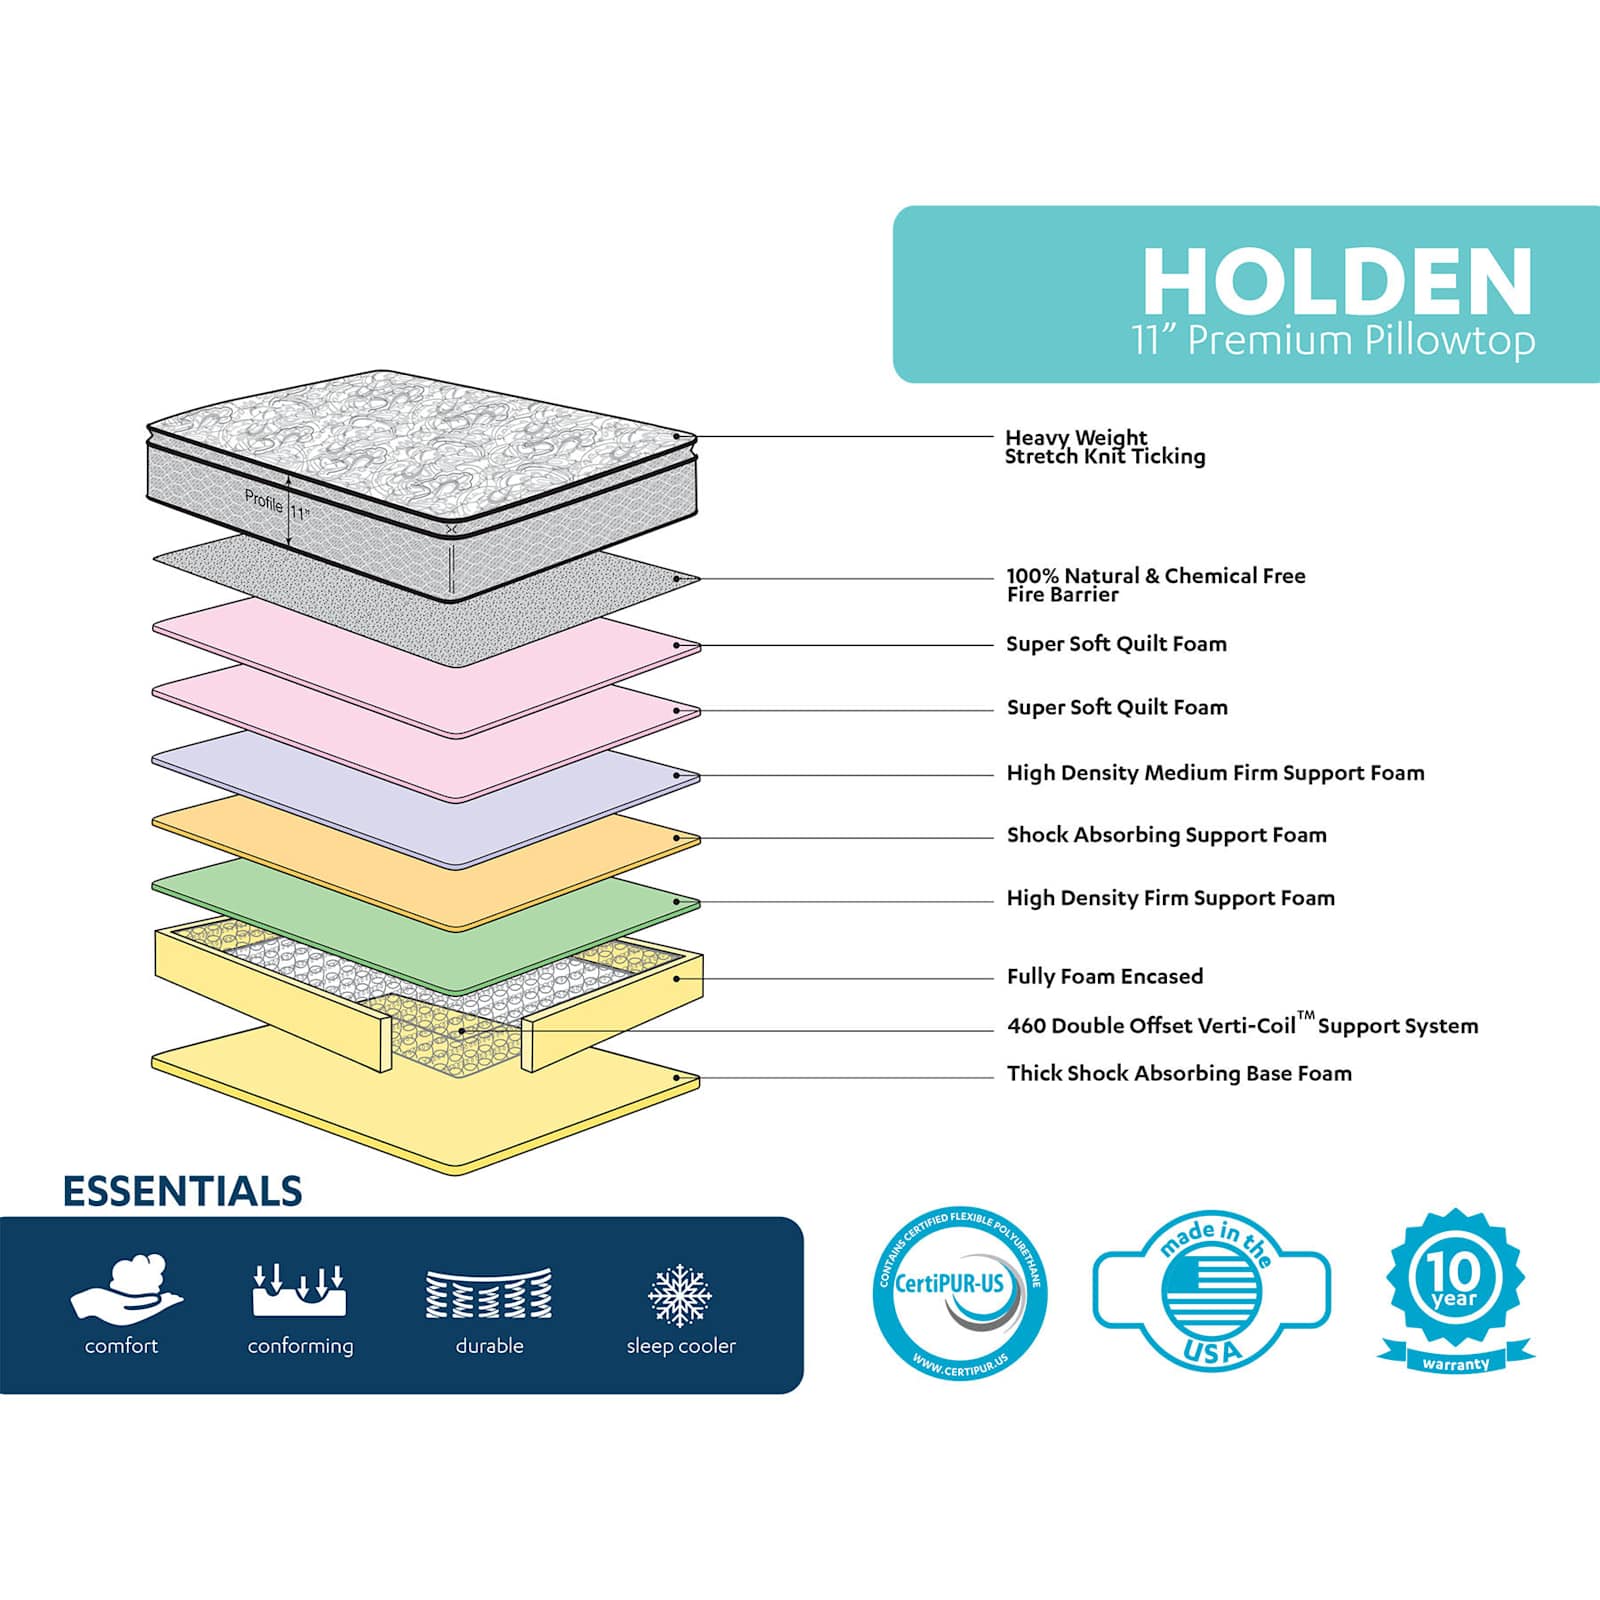 HOLDEN
11” Premium Pillowtop
Profile 11”
Heavy Weight
Stretch Knit Ticking
100% Natural & Chemical Free
Fire Barrier
Super Soft Quilt Foam
Super Soft Quilt Foam
High Density Medium Firm Support Foam
Shock Absorbing Support Foam
High Density Firm Support Foam
Fully Foam Encased
460 Double Offset Verti-Coil™ Support System
Thick Shock Absorbing Base Foam
ESSENTIALS
comfort
conforming
durable
sleep cooler
CONTAINS CERTIFIED FLEXIBLE POLYURETHANE
CertiPUR-US
WWW.CERTIPUR.US
made in the
USA
10
year
warranty